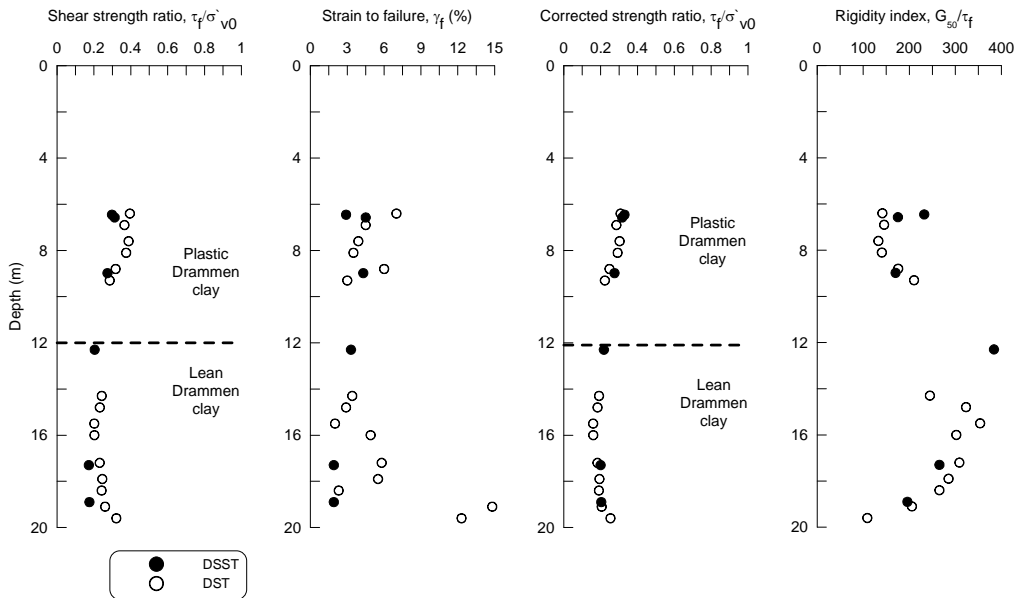 Shear strength ratio, τf/σ`v0
0 0.2 0.4 0.6 0.8 1
Strain to failure, γf (%)
3 6 9 12 15
Corrected strength ratio, τf/σ`v0
0 0.2 0.4 0.6 0.8 1
Rigidity index, G50/τf
0 100 200 300 400
Depth (m)
0
4
8
12
16
20
Plastic
Drammen
clay
Lean
Drammen
clay
0
4
8
12
16
20
0
4
8
12
16
20
Plastic
Drammen
clay
Lean
Drammen
clay
0
4
8
12
16
20
DSST
DST